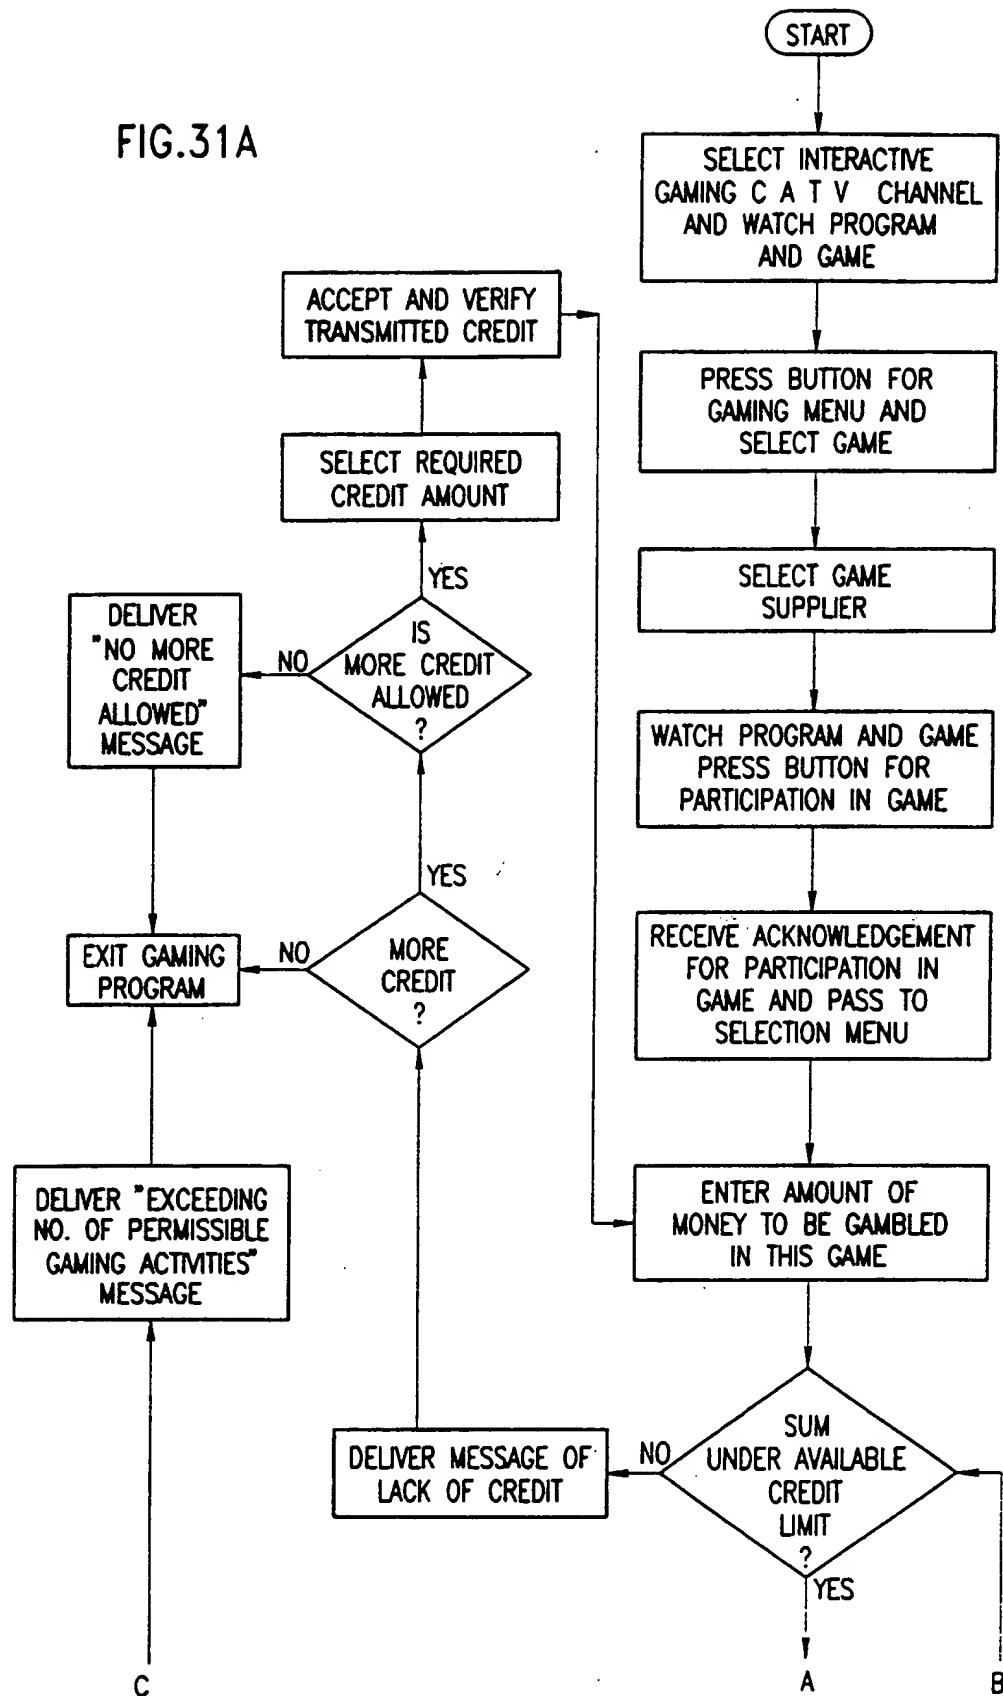 FIG.31A
START
SELECT INTERACTIVE
GAMING C A T V CHANNEL
AND WATCH PROGRAM
AND GAME
PRESS BUTTON FOR
GAMING MENU AND
SELECT GAME
SELECT GAME
SUPPLIER
WATCH PROGRAM AND GAME
PRESS BUTTON FOR
PARTICIPATION IN GAME
RECEIVE ACKNOWLEDGEMENT
FOR PARTICIPATION IN
GAME AND PASS TO
SELECTION MENU
ENTER AMOUNT OF
MONEY TO BE GAMBLED
IN THIS GAME
SUM
UNDER AVAILABLE
CREDIT
LIMIT
?
NO
YES
A
B
DELIVER MESSAGE OF
LACK OF CREDIT
MORE
CREDIT
?
NO
YES
IS
MORE CREDIT
ALLOWED
?
NO
YES
SELECT REQUIRED
CREDIT AMOUNT
ACCEPT AND VERIFY
TRANSMITTED CREDIT
DELIVER
"NO MORE
CREDIT
ALLOWED"
MESSAGE
EXIT GAMING
PROGRAM
DELIVER "EXCEEDING
NO. OF PERMISSIBLE
GAMING ACTIVITIES"
MESSAGE
C